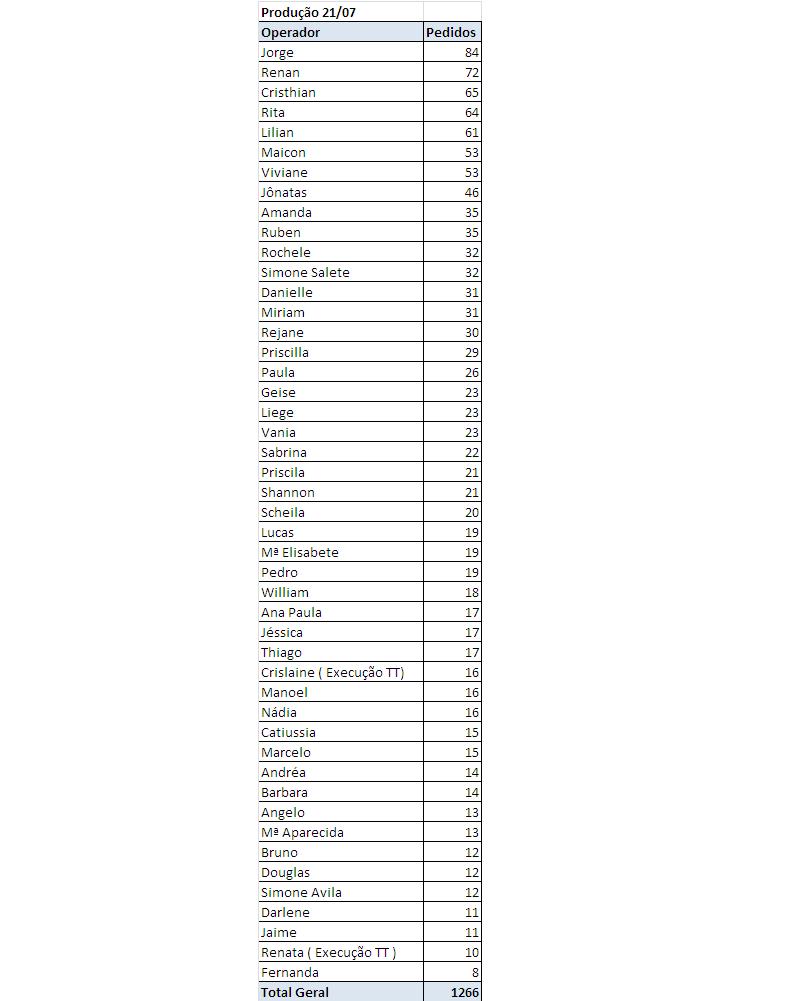 Produção 21/07
Operador Pedidos
Jorge 84
Renan 72
Cristhian 65
Rita 64
Lilian 61
Maicon 53
Viviane 53
Jônatas 46
Amanda 35
Ruben 35
Rochele 32
Simone Salete 32
Danielle 31
Miriam 31
Rejane 30
Priscilla 29
Paula 26
Geise 23
Liege 23
Vania 23
Sabrina 22
Priscila 21
Shannon 21
Scheila 20
Lucas 19
Mª Elisabete 19
Pedro 19
William 18
Ana Paula 17
Jéssica 17
Thiago 17
Crislaine ( Execução TT) 16
Manoel 16
Nádia 16
Catiussia 15
Marcelo 15
Andréa 14
Barbara 14
Angelo 13
Mª Aparecida 13
Bruno 12
Douglas 12
Simone Avila 12
Darlene 11
Jaime 11
Renata ( Execução TT ) 10
Fernanda 8
Total Geral 1266